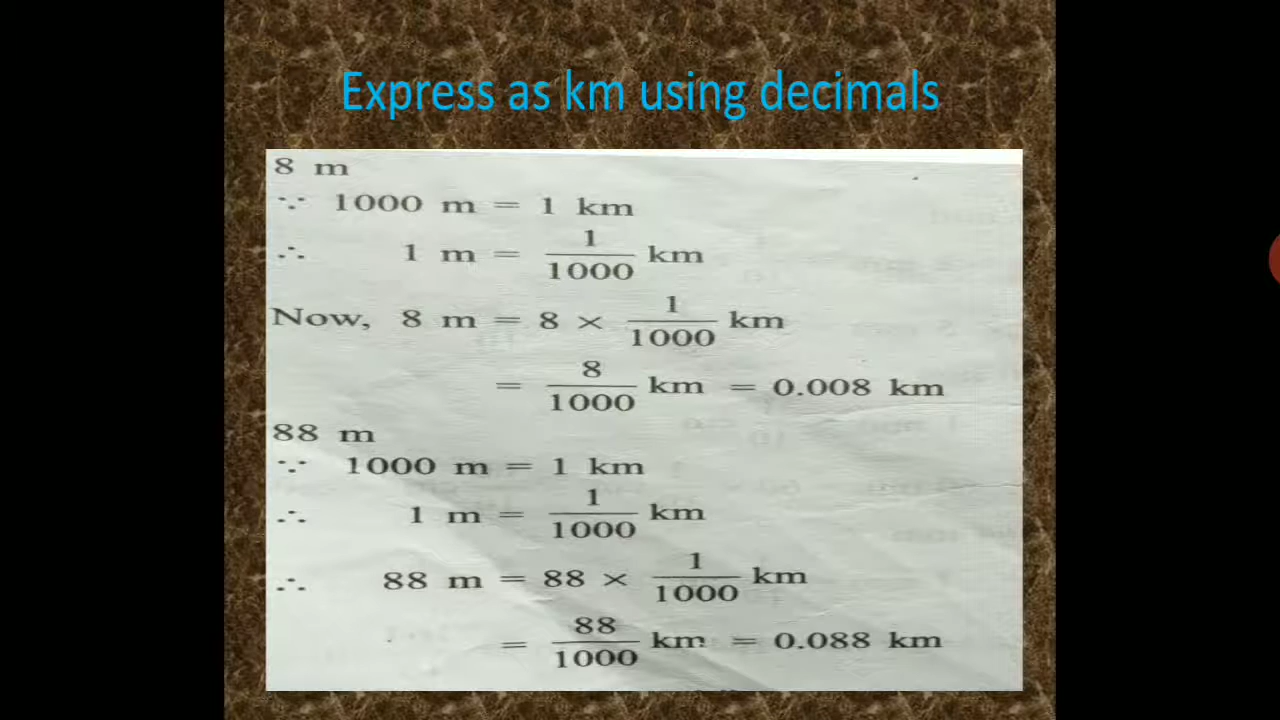 Express as km using decimals
8 m
∵ 1000 m = 1 km
∴ 1 m = 1/1000 km
Now, 8 m = 8 × 1/1000 km
= 8/1000 km = 0.008 km
88 m
∵ 1000 m = 1 km
∴ 1 m = 1/1000 km
∴ 88 m = 88 × 1/1000 km
= 88/1000 km = 0.088 km